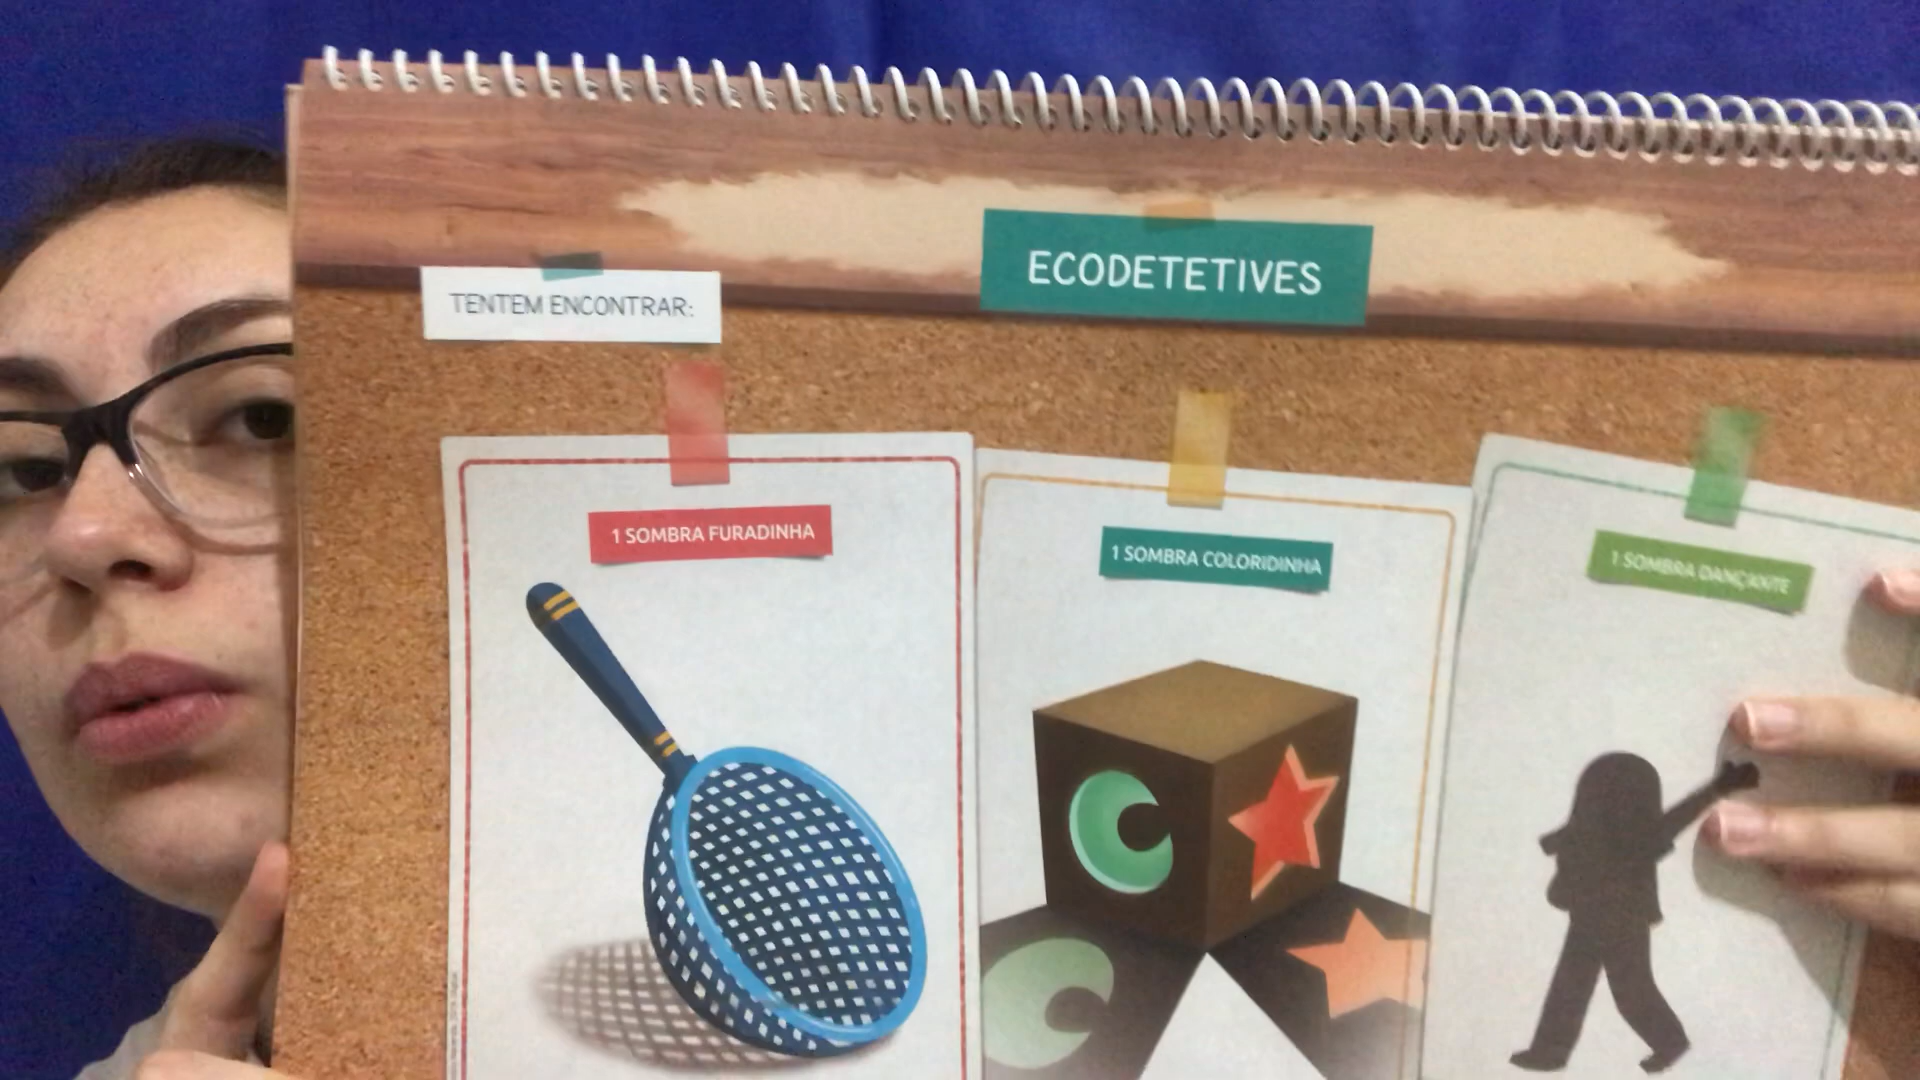 ECODETETIVES
TENTEM ENCONTRAR:
1 SOMBRA FURADINHA
1 SOMBRA COLORIDINHA
1 SOMBRA DANÇANTE